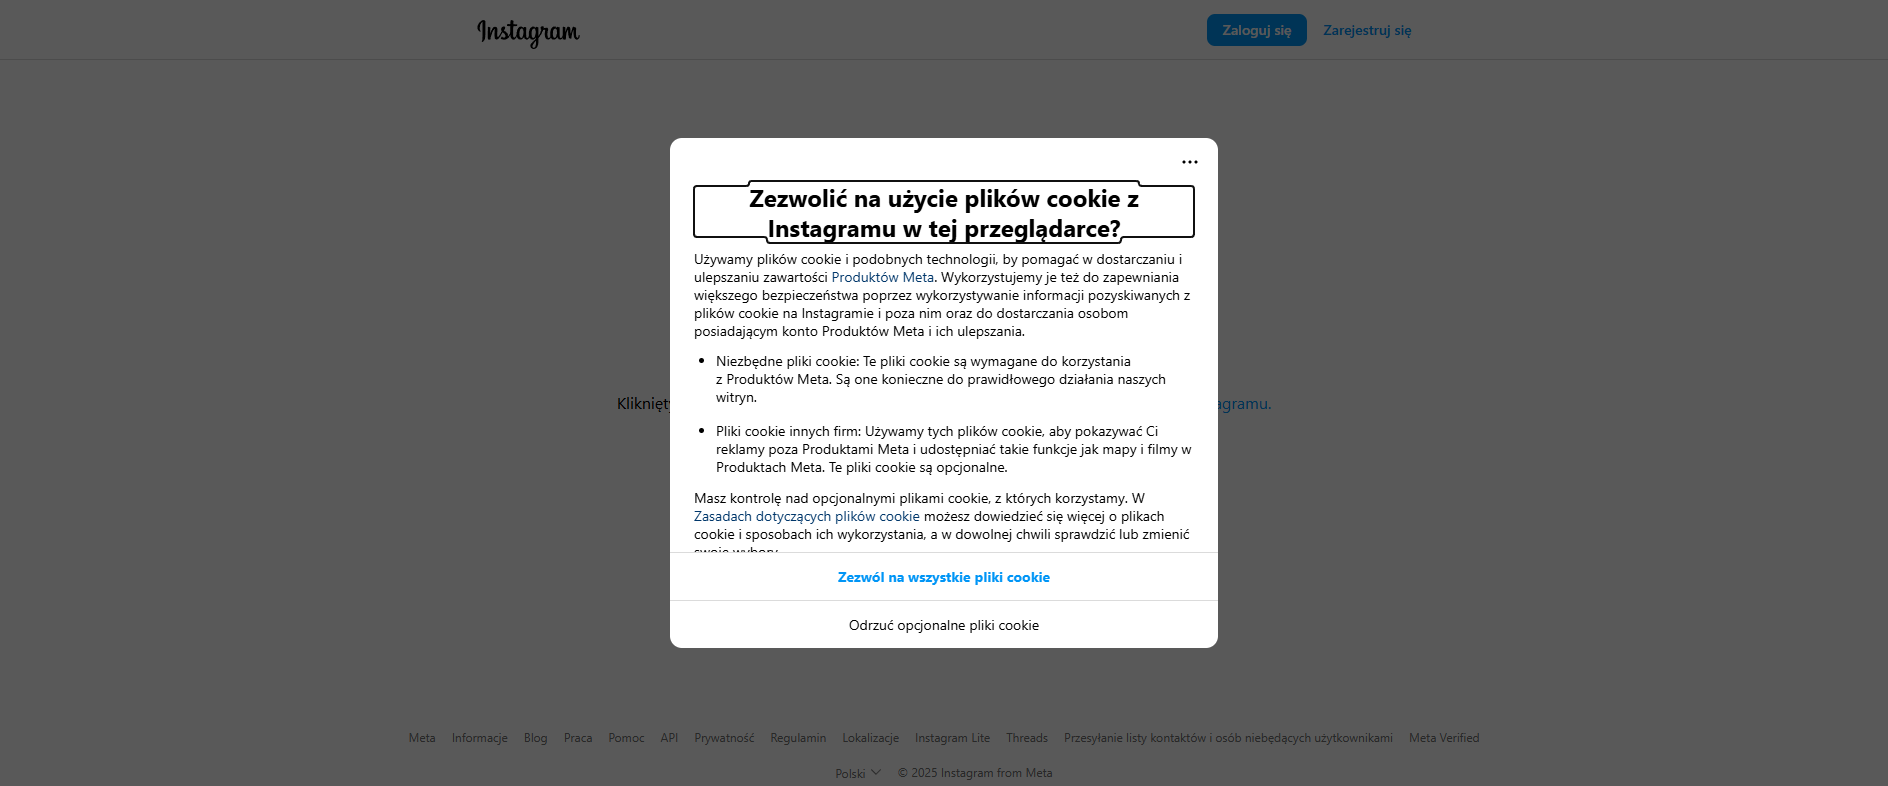 Instagram
Zaloguj się
Zarejestruj się
Zezwolić na użycie plików cookie z
Instagramu w tej przeglądarce?
Używamy plików cookie i podobnych technologii, by pomagać w dostarczaniu i
ulepszaniu zawartości Produktów Meta. Wykorzystujemy je też do zapewniania
większego bezpieczeństwa poprzez wykorzystywanie informacji pozyskiwanych z
plików cookie na Instagramie i poza nim oraz do dostarczania osobom
posiadającym konto Produktów Meta i ich ulepszania.
• Niezbędne pliki cookie: Te pliki cookie są wymagane do korzystania
z Produktów Meta. Są one konieczne do prawidłowego działania naszych
witryn.
• Pliki cookie innych firm: Używamy tych plików cookie, aby pokazywać Ci
reklamy poza Produktami Meta i udostępniać takie funkcje jak mapy i filmy w
Produktach Meta. Te pliki cookie są opcjonalne.
Masz kontrolę nad opcjonalnymi plikami cookie, z których korzystamy. W
Zasadach dotyczących plików cookie możesz dowiedzieć się więcej o plikach
cookie i sposobach ich wykorzystania, a w dowolnej chwili sprawdzić lub zmienić
swoje wybory.
Zezwól na wszystkie pliki cookie
Odrzuć opcjonalne pliki cookie
Meta Informacje Blog Praca Pomoc API Prywatność Regulamin Lokalizacje Instagram Lite Threads Przesyłanie listy kontaktów i osób niebędących użytkownikami Meta Verified
Polski © 2025 Instagram from Meta